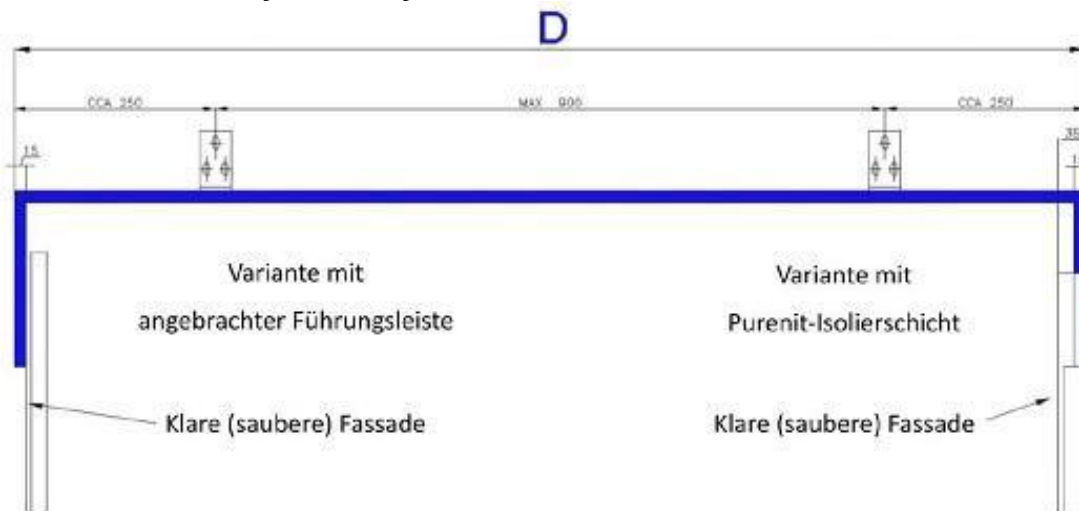 D
CCA 250
MAX 900
CCA 250
15
Variante mit
angebrachter Führungsleiste
Klare (saubere) Fassade
Variante mit
Purenit-Isolierschicht
Klare (saubere) Fassade